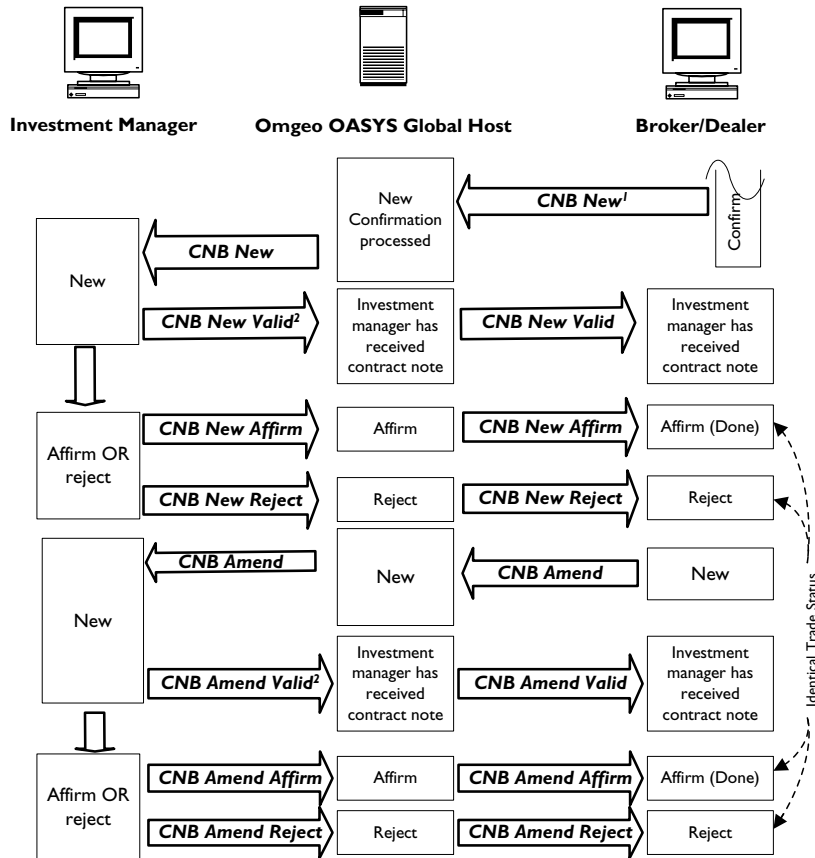 Investment Manager
Omgeo OASYS Global Host
Broker/Dealer
New
Confirmation
processed
CNB New¹
Confirm
CNB New
New
CNB New Valid²
Investment
manager has
received
contract note
CNB New Valid
Investment
manager has
received
contract note
Affirm OR
reject
CNB New Affirm
Affirm
CNB New Affirm
Affirm (Done)
CNB New Reject
Reject
CNB New Reject
Reject
CNB Amend
New
CNB Amend
New
New
CNB Amend Valid²
Investment
manager has
received
contract note
CNB Amend Valid
Investment
manager has
received
contract note
Identical Trade Status
Affirm OR
reject
CNB Amend Affirm
Affirm
CNB Amend Affirm
Affirm (Done)
CNB Amend Reject
Reject
CNB Amend Reject
Reject